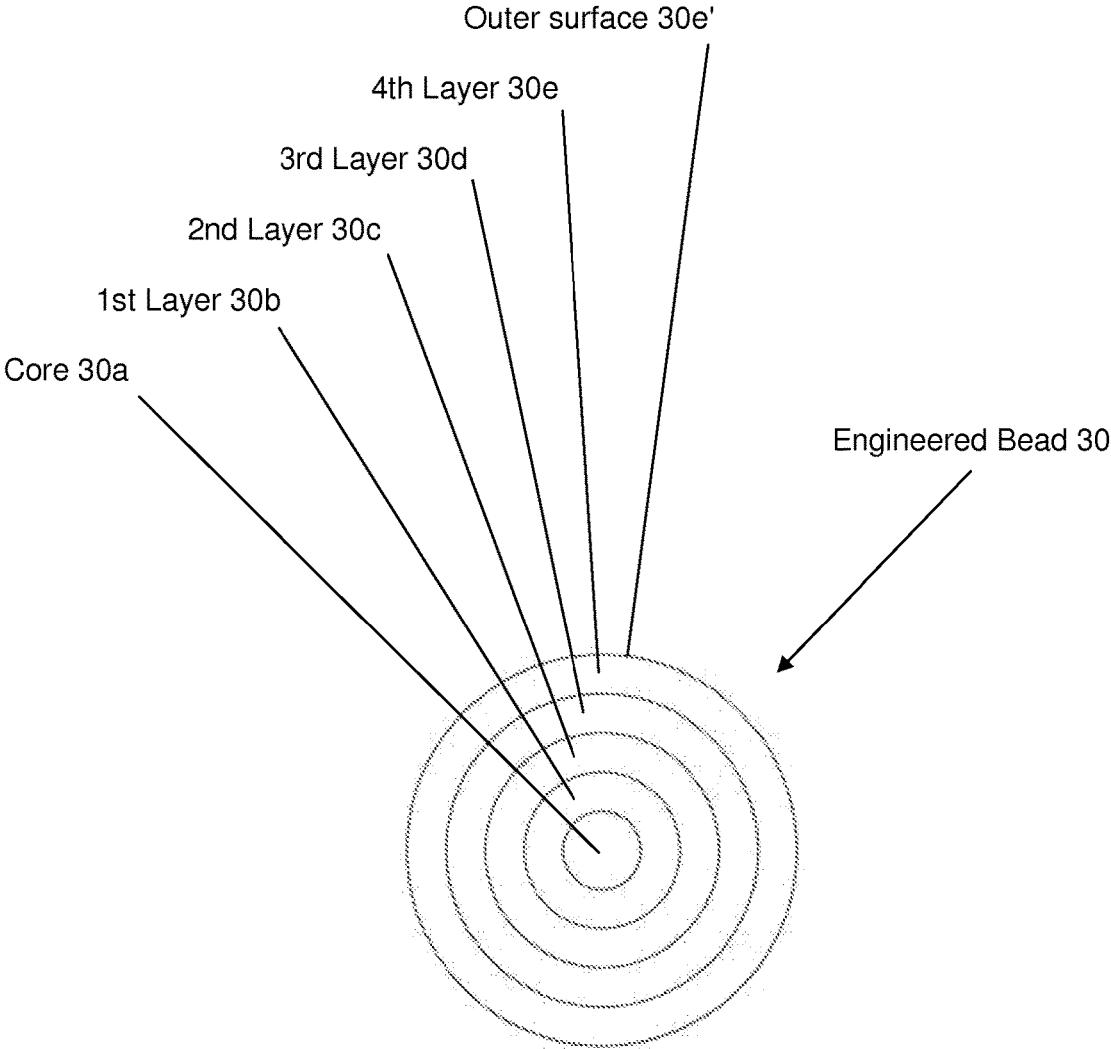 Outer surface 30e'
4th Layer 30e
3rd Layer 30d
2nd Layer 30c
1st Layer 30b
Core 30a
Engineered Bead 30